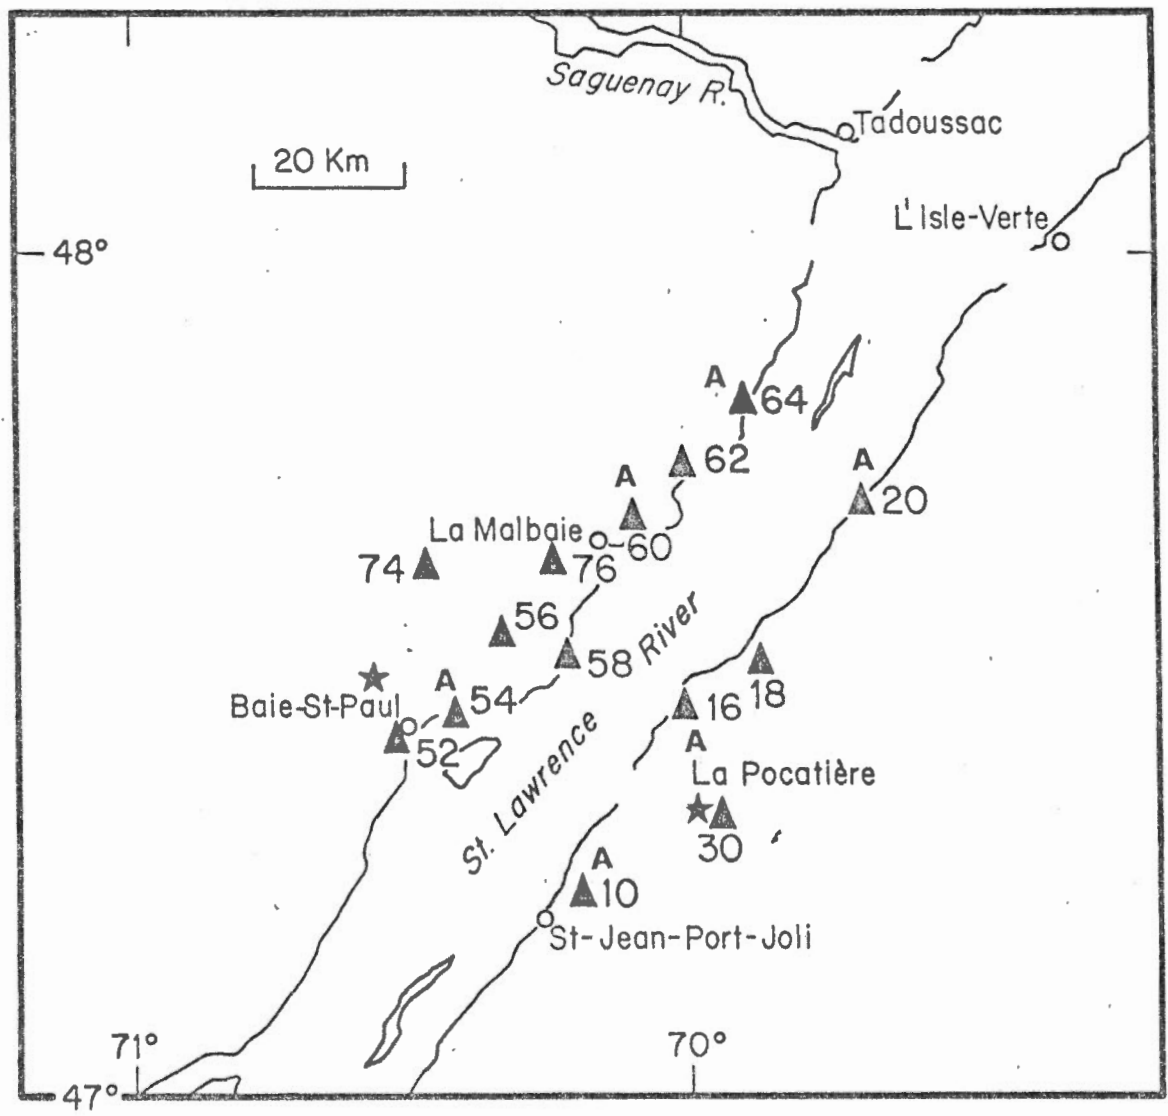 Saguenay R.
Tadoussac
20 Km
L'Isle-Verte
48°
A
64
62
A
A
20
La Malbaie
60
74
76
56
River
58
A
54
18
Baie-St-Paul
16
52
A
St. Lawrence
La Pocatière
30
A
10
St-Jean-Port-Joli
71°
70°
47°